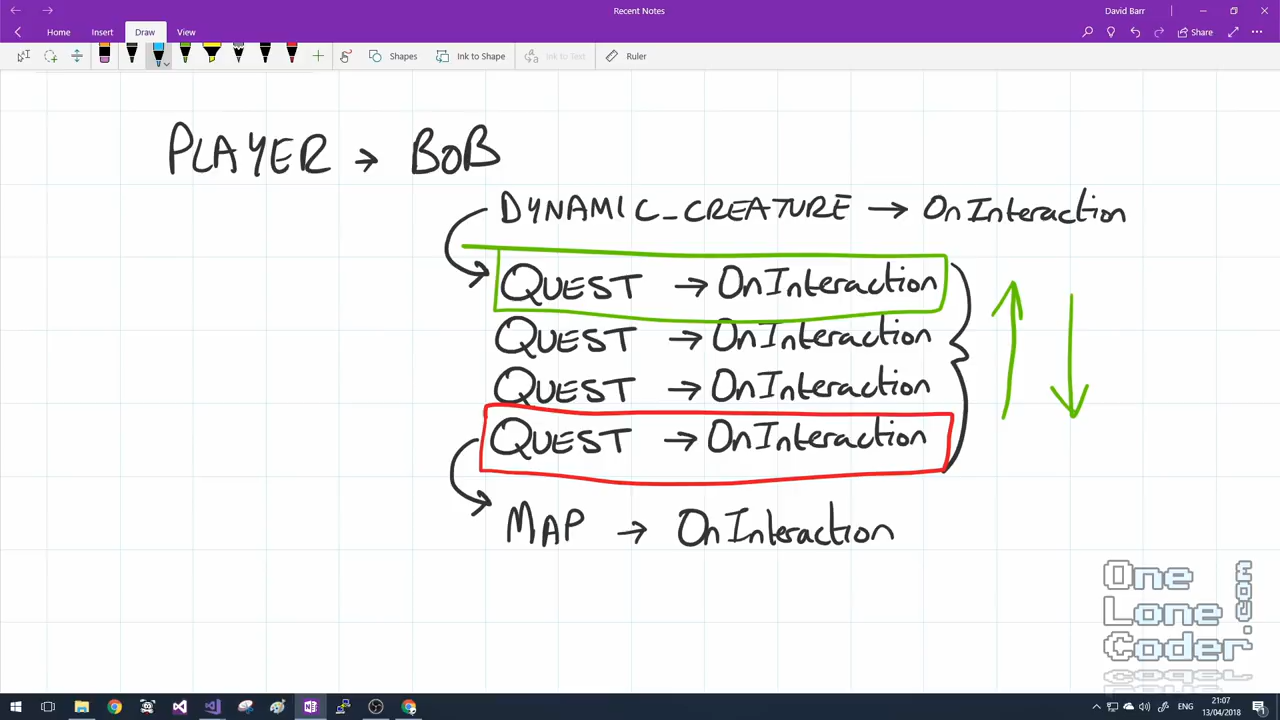 Recent Notes
David Barr
Home Insert Draw View
Share
Shapes Ink to Shape Ink to Text Ruler
PLAYER → BOB
DYNAMIC_CREATURE → OnInteraction
QUEST → OnInteraction
QUEST → OnInteraction
QUEST → OnInteraction
QUEST → OnInteraction
MAP → OnInteraction
One
Lone
Coder
.com
ENG
21:07
13/04/2018